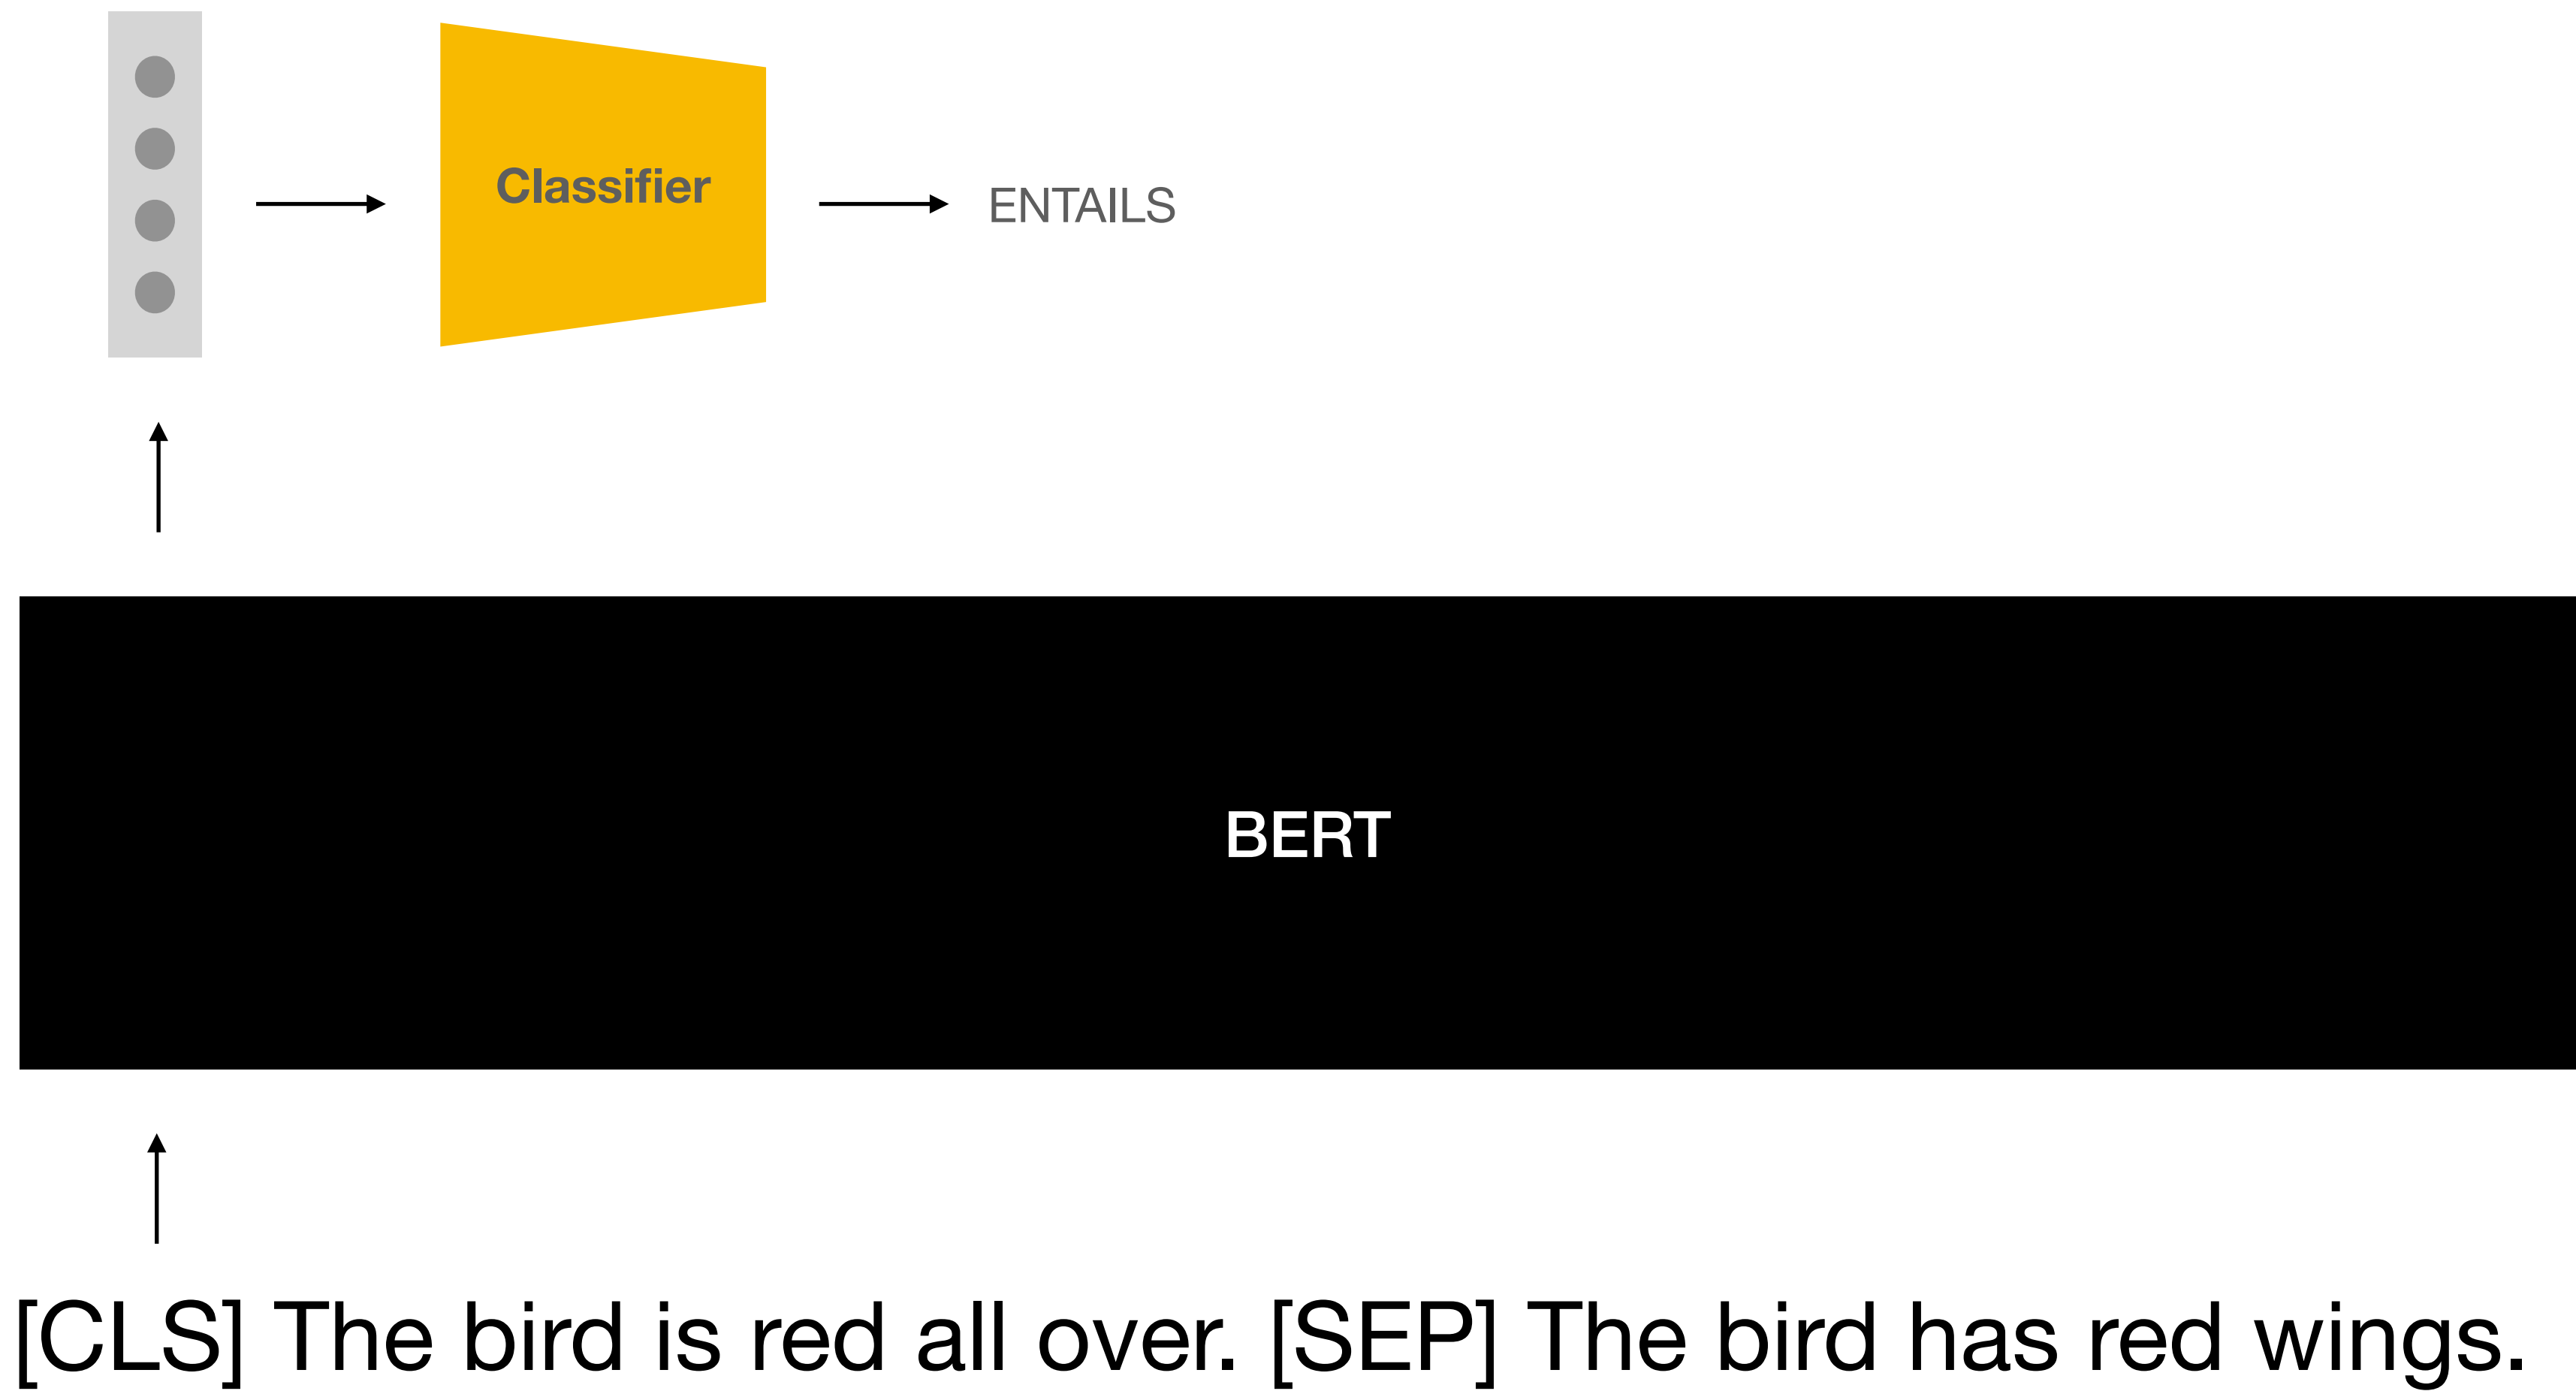 Classifier
ENTAILS
BERT
[CLS] The bird is red all over. [SEP] The bird has red wings.